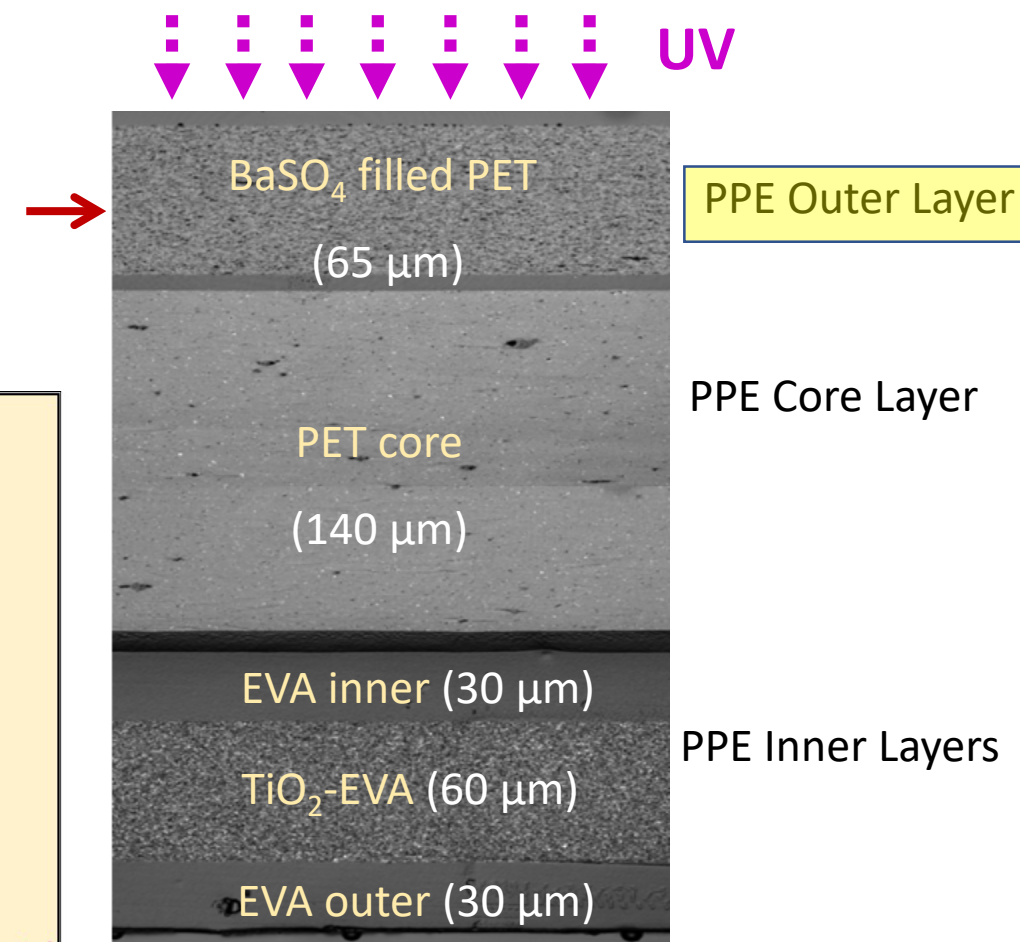 UV
BaSO₄ filled PET
(65 µm)
PPE Outer Layer
PPE Core Layer
PET core
(140 µm)
EVA inner (30 µm)
PPE Inner Layers
TiO₂-EVA (60 µm)
EVA outer (30 µm)